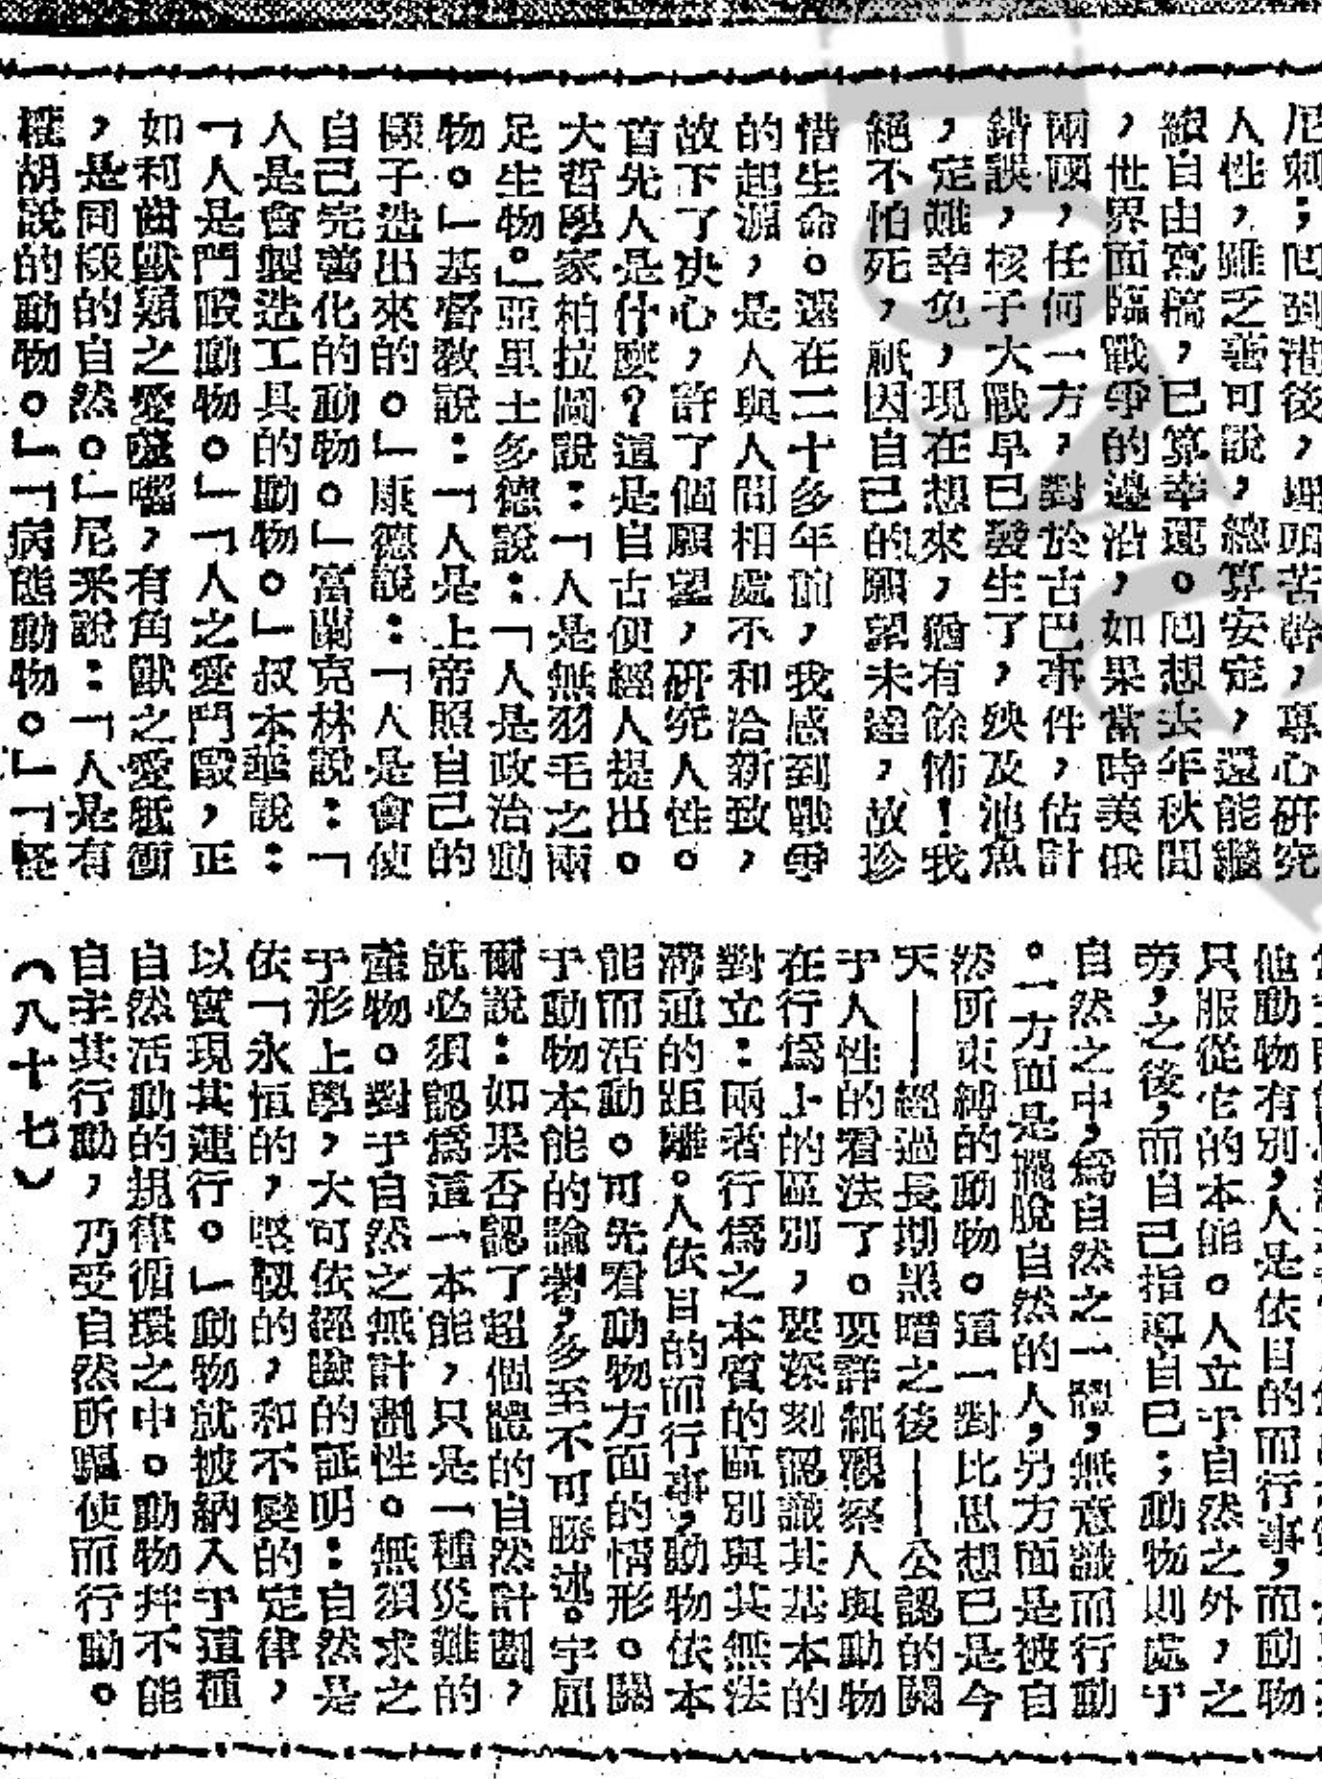 尼刺；回到港後，埋頭苦幹，專心研究
人性，雖乏善可說，總算安定，還能繼
續自由寫稿，已算幸運。回想去年秋間
，世界面臨戰爭的邊沿，如果當時美俄
兩國，任何一方，對於古巴事件，估計
錯誤，核子大戰早已發生了，殃及池魚
，定難幸免，現在想來，猶有餘怖！我
絕不怕死，祇因自己的願望未達，故珍
惜生命。遠在二十多年前，我感到戰爭
的起源，是人與人間相處不和洽所致，
故下了決心，許了個願望，研究人性。
首先人是什麼？這是自古便經人提出。
大哲學家柏拉圖說：「人是無羽毛之兩
足生物。」亞里士多德說：「人是政治動
物。」基督教說：「人是上帝照自己的
樣子造出來的。」康德說：「人是會使
自己完善化的動物。」富蘭克林說：「
人是會製造工具的動物。」叔本華說：
「人是鬥毆動物。」「人之愛鬥毆，正
如利齒獸類之愛噬嚙，有角獸之愛牴衝
，是同樣的自然。」尼采說：「人是有
權胡說的動物。」「病態動物。」「怪
他動物有別，人是依目的而行事，而動物
只服從它的本能。人立于自然之外，之
旁，之後，而自己指導自己；動物則處于
自然之中，為自然之一體，無意識而行動
。一方面是擺脫自然的人，另方面是被自
然所束縛的動物。這一對比思想已是今
天——經過長期黑暗之後——公認的關
于人性的看法了。要詳細觀察人與動物
在行為上的區別，要深刻認識其基本的
對立：兩者行為之本質的區別與其無法
溝通的距離。人依目的而行事，動物依本
能而活動。可先看動物方面的情形。關
于動物本能的論著，多至不可勝述。宇屈
爾說：如果否認了超個體的自然計劃，
就必須認為這一本能，只是一種災難的
產物。對于自然之無計劃性。無須求之
于形上學，大可依經驗的証明：自然是
依「永恒的，堅韌的，和不變的定律，
以實現其運行。」動物就被納入于這種
自然活動的規律循環之中。動物并不能
自主其行動，乃受自然所驅使而行動。
（八十七）